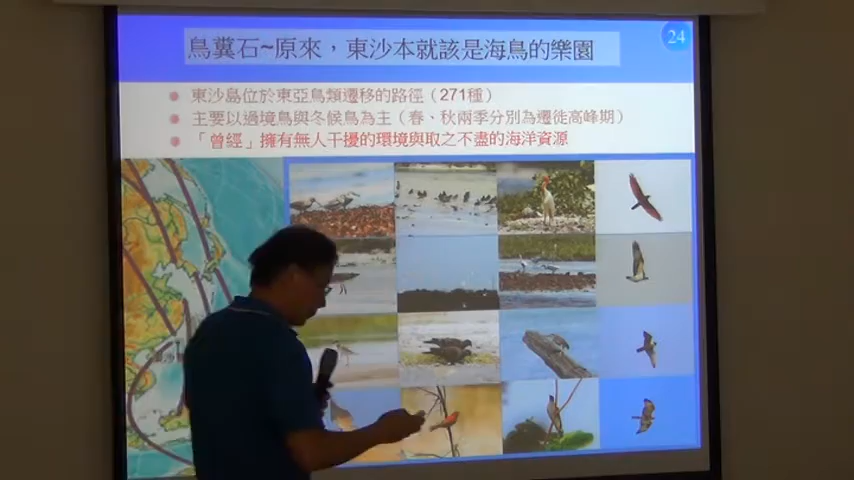 24
鳥糞石~原來，東沙本就該是海鳥的樂園
東沙島位於東亞鳥類遷移的路徑（271種）
主要以過境鳥與冬候鳥為主（春、秋兩季分別為遷徙高峰期）
「曾經」擁有無人干擾的環境與取之不盡的海洋資源